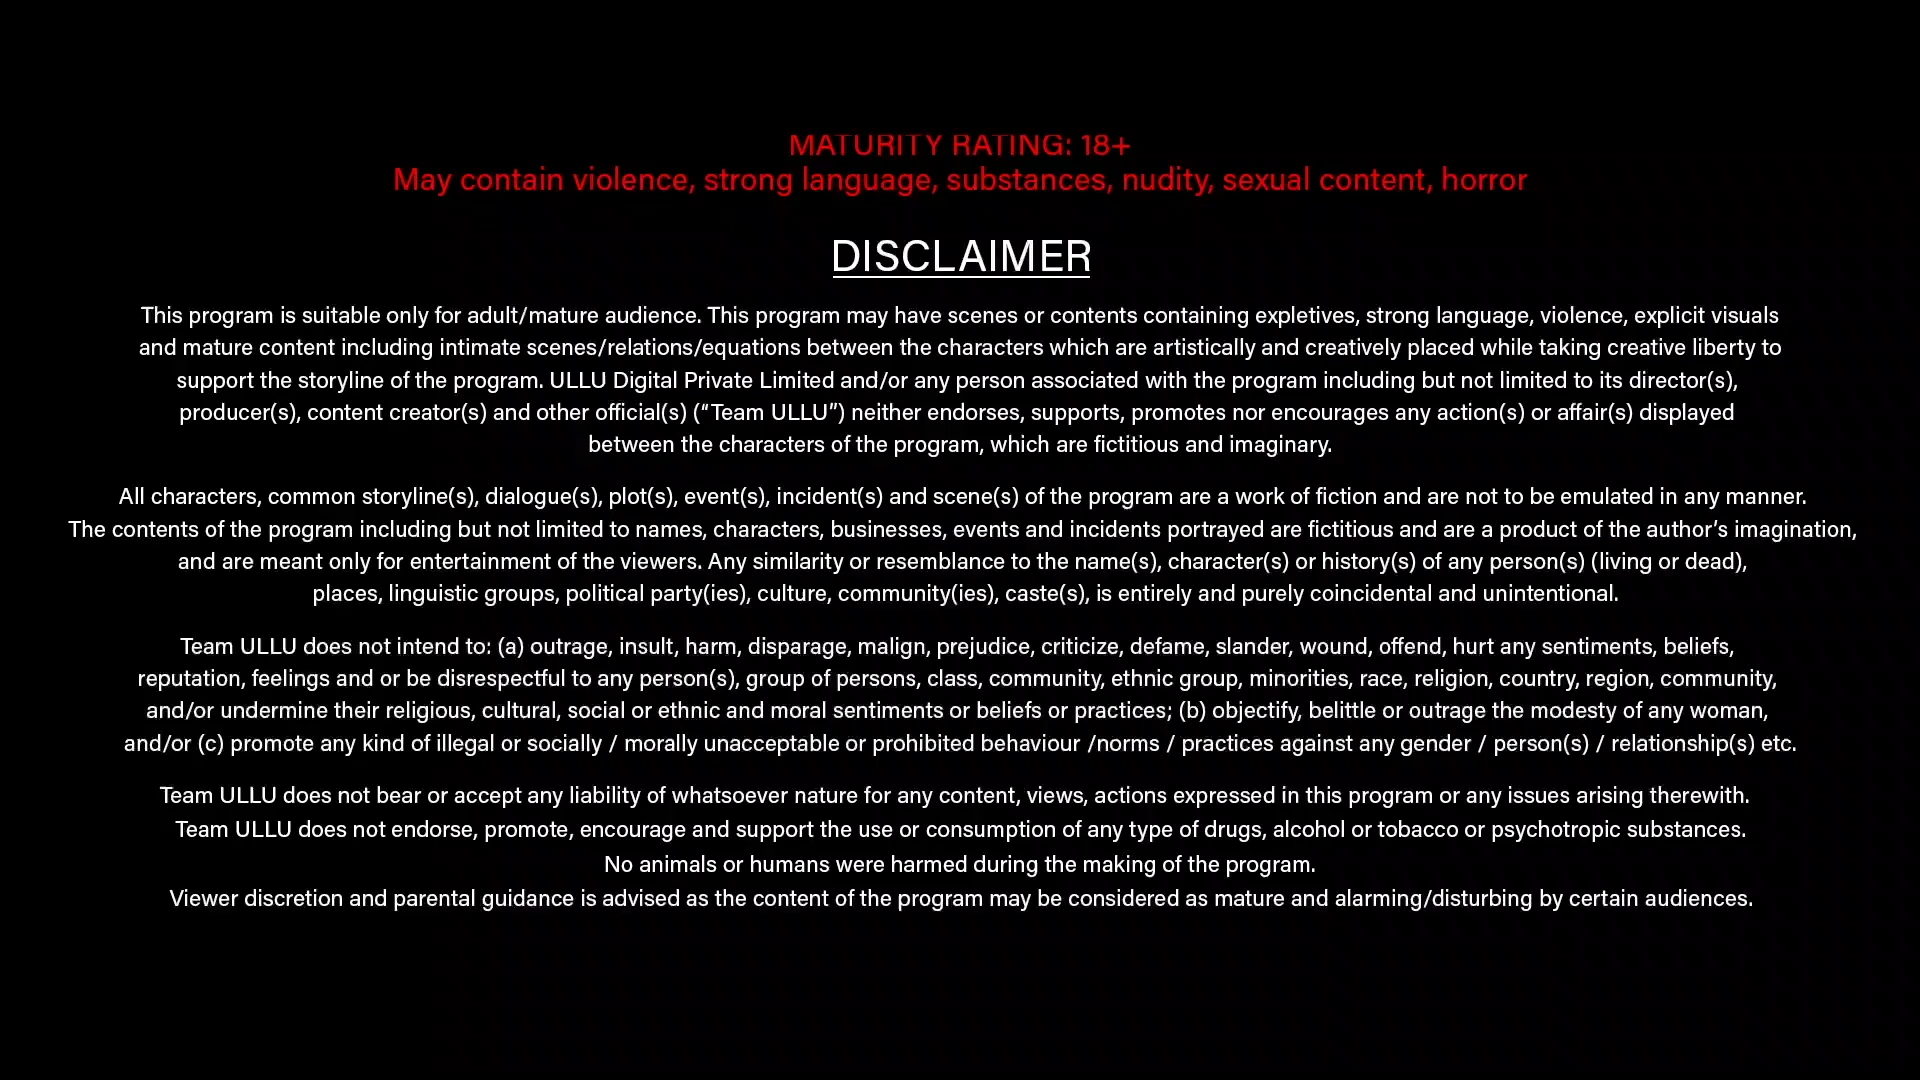 MATURITY RATING: 18+
May contain violence, strong language, substances, nudity, sexual content, horror
DISCLAIMER
This program is suitable only for adult/mature audience. This program may have scenes or contents containing expletives, strong language, violence, explicit visuals
and mature content including intimate scenes/relations/equations between the characters which are artistically and creatively placed while taking creative liberty to
support the storyline of the program. ULLU Digital Private Limited and/or any person associated with the program including but not limited to its director(s),
producer(s), content creator(s) and other official(s) (“Team ULLU”) neither endorses, supports, promotes nor encourages any action(s) or affair(s) displayed
between the characters of the program, which are fictitious and imaginary.
All characters, common storyline(s), dialogue(s), plot(s), event(s), incident(s) and scene(s) of the program are a work of fiction and are not to be emulated in any manner.
The contents of the program including but not limited to names, characters, businesses, events and incidents portrayed are fictitious and are a product of the author’s imagination,
and are meant only for entertainment of the viewers. Any similarity or resemblance to the name(s), character(s) or history(s) of any person(s) (living or dead),
places, linguistic groups, political party(ies), culture, community(ies), caste(s), is entirely and purely coincidental and unintentional.
Team ULLU does not intend to: (a) outrage, insult, harm, disparage, malign, prejudice, criticize, defame, slander, wound, offend, hurt any sentiments, beliefs,
reputation, feelings and or be disrespectful to any person(s), group of persons, class, community, ethnic group, minorities, race, religion, country, region, community,
and/or undermine their religious, cultural, social or ethnic and moral sentiments or beliefs or practices; (b) objectify, belittle or outrage the modesty of any woman,
and/or (c) promote any kind of illegal or socially / morally unacceptable or prohibited behaviour /norms / practices against any gender / person(s) / relationship(s) etc.
Team ULLU does not bear or accept any liability of whatsoever nature for any content, views, actions expressed in this program or any issues arising therewith.
Team ULLU does not endorse, promote, encourage and support the use or consumption of any type of drugs, alcohol or tobacco or psychotropic substances.
No animals or humans were harmed during the making of the program.
Viewer discretion and parental guidance is advised as the content of the program may be considered as mature and alarming/disturbing by certain audiences.